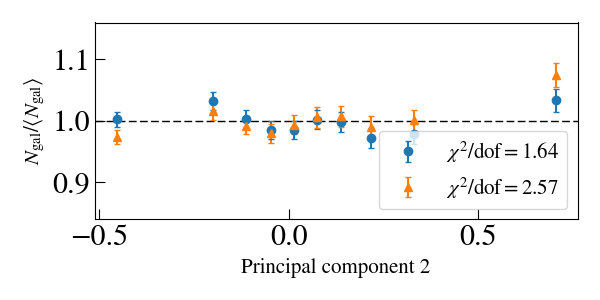 1.1
1.0
0.9
N_gal/⟨N_gal⟩
χ²/dof = 1.64
χ²/dof = 2.57
−0.5 0.0 0.5
Principal component 2